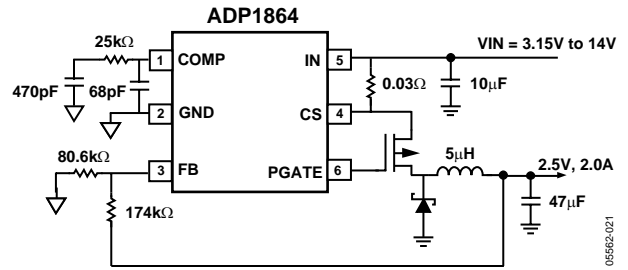 ADP1864
25kΩ
470pF
68pF
1
COMP
2
GND
80.6kΩ
3
FB
174kΩ
IN
5
VIN = 3.15V to 14V
0.03Ω
10μF
CS
4
PGATE
6
5μH
2.5V, 2.0A
47μF
05562-021